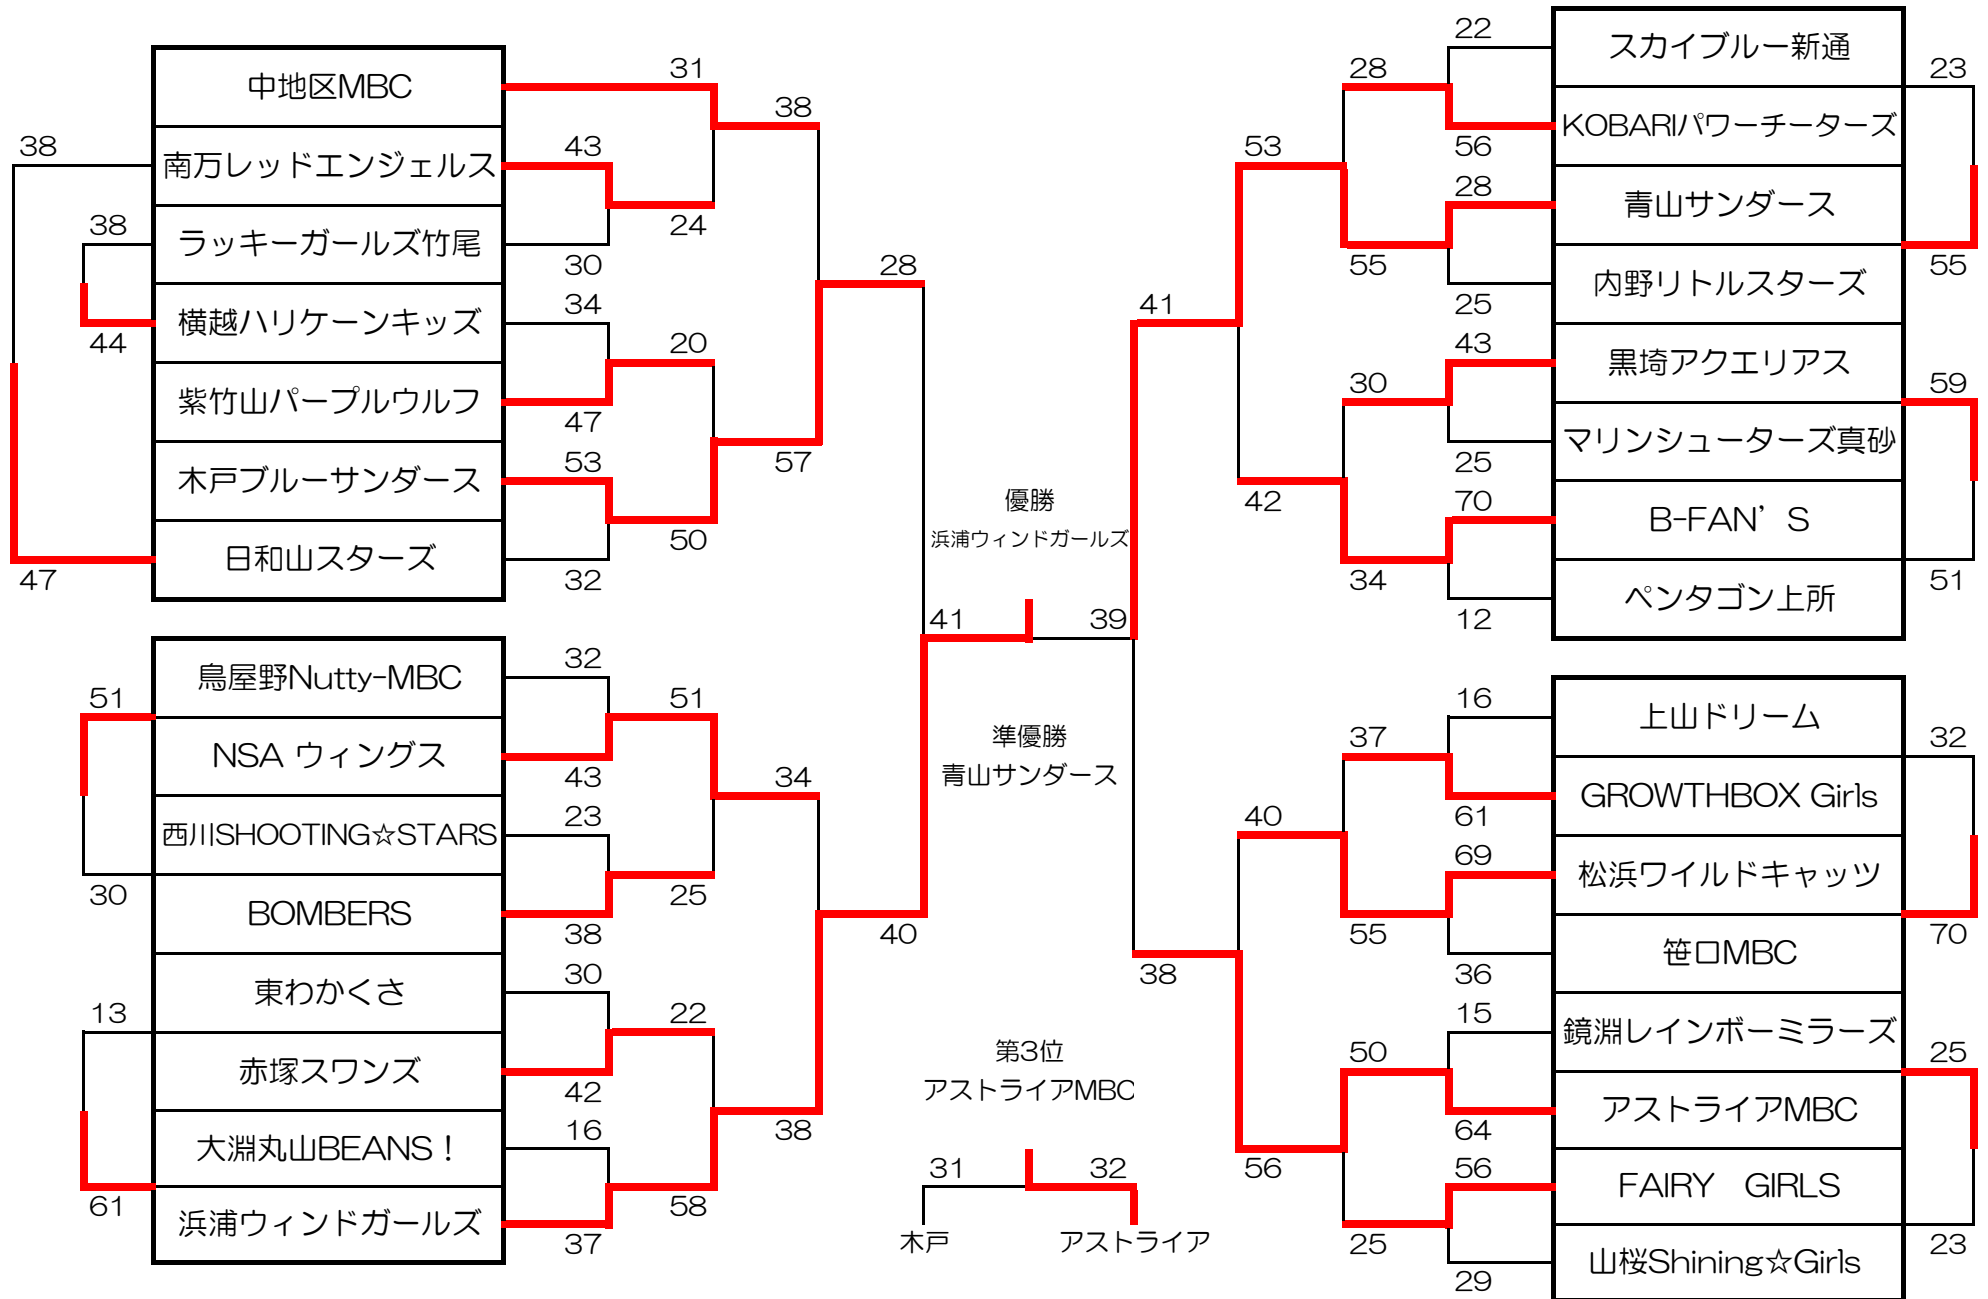 中地区MBC
南万レッドエンジェルス
ラッキーガールズ竹尾
横越ハリケーンキッズ
紫竹山パープルウルフ
木戸ブルーサンダース
日和山スターズ
38
38
44
47
31
43
30
34
47
53
32
24
20
50
38
57
28
鳥屋野Nutty-MBC
NSA ウィングス
西川SHOOTING☆STARS
BOMBERS
東わかくさ
赤塚スワンズ
大淵丸山BEANS！
浜浦ウィンドガールズ
51
30
13
61
32
43
23
38
30
42
16
37
51
25
22
58
34
38
40
優勝
浜浦ウィンドガールズ
41
39
準優勝
青山サンダース
第3位
アストライアMBC
31
32
木戸
アストライア
41
38
53
42
28
55
30
34
22
56
28
25
43
25
70
12
スカイブルー新通
KOBARIパワーチーターズ
青山サンダース
内野リトルスターズ
黒埼アクエリアス
マリンシューターズ真砂
B-FAN’S
ペンタゴン上所
23
55
59
51
40
56
37
55
50
25
16
61
69
36
15
64
56
29
上山ドリーム
GROWTHBOX Girls
松浜ワイルドキャッツ
笹口MBC
鏡淵レインボーミラーズ
アストライアMBC
FAIRY　GIRLS
山桜Shining☆Girls
32
70
25
23